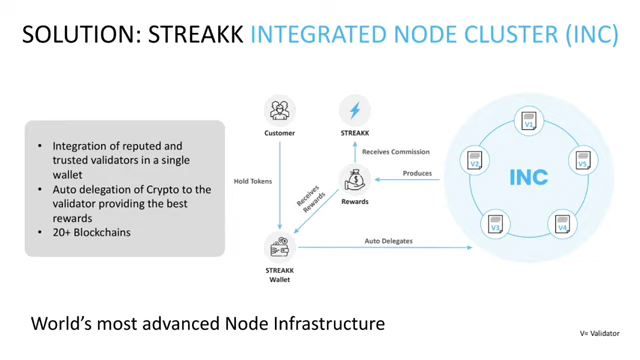 SOLUTION: STREAKK INTEGRATED NODE CLUSTER (INC)
• Integration of reputed and
trusted validators in a single
wallet
• Auto delegation of Crypto to the
validator providing the best
rewards
• 20+ Blockchains
Customer
STREAKK
Receives Commission
Hold Tokens
Receives
Rewards
Rewards
Produces
STREAKK
Wallet
Auto Delegates
V1
V2
V5
INC
V3
V4
World's most advanced Node Infrastructure
V= Validator